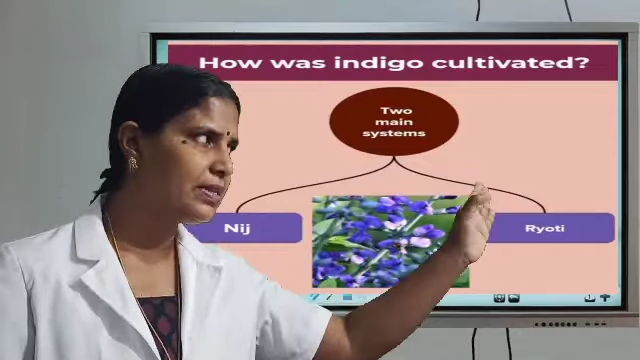 How was indigo cultivated?
Two
main
systems
Nij
Ryoti